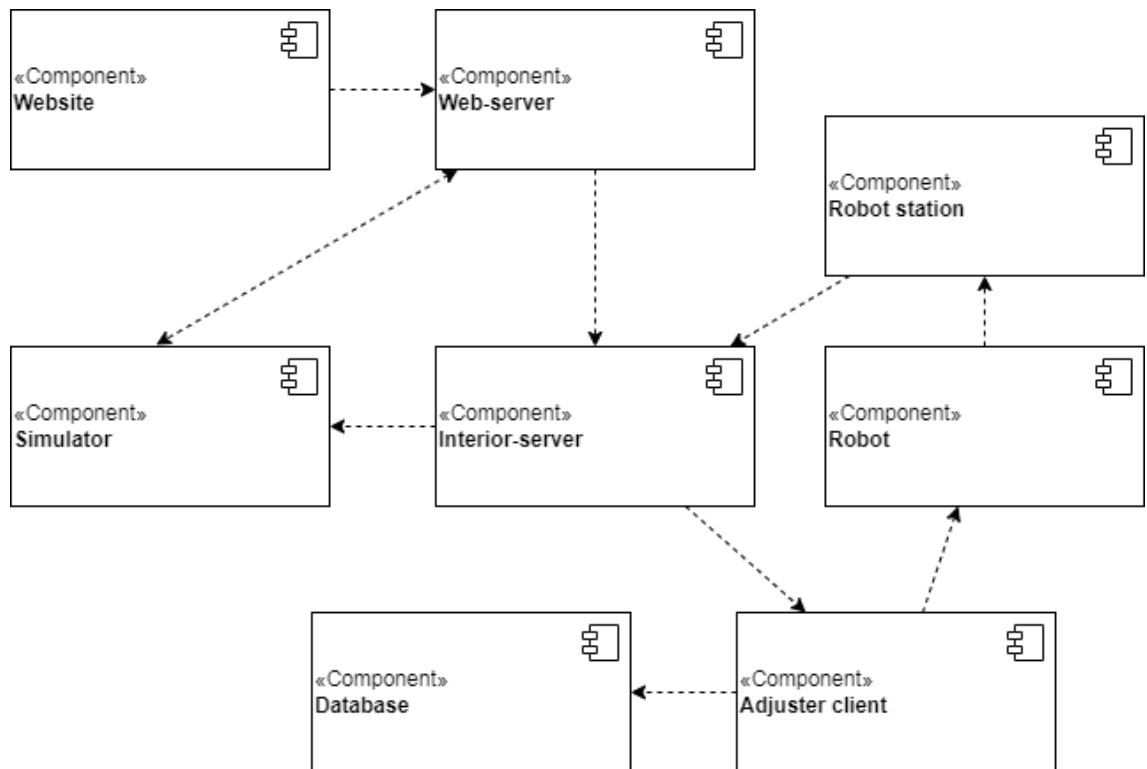 «Component»
Website
«Component»
Web-server
«Component»
Robot station
«Component»
Simulator
«Component»
Interior-server
«Component»
Robot
«Component»
Database
«Component»
Adjuster client